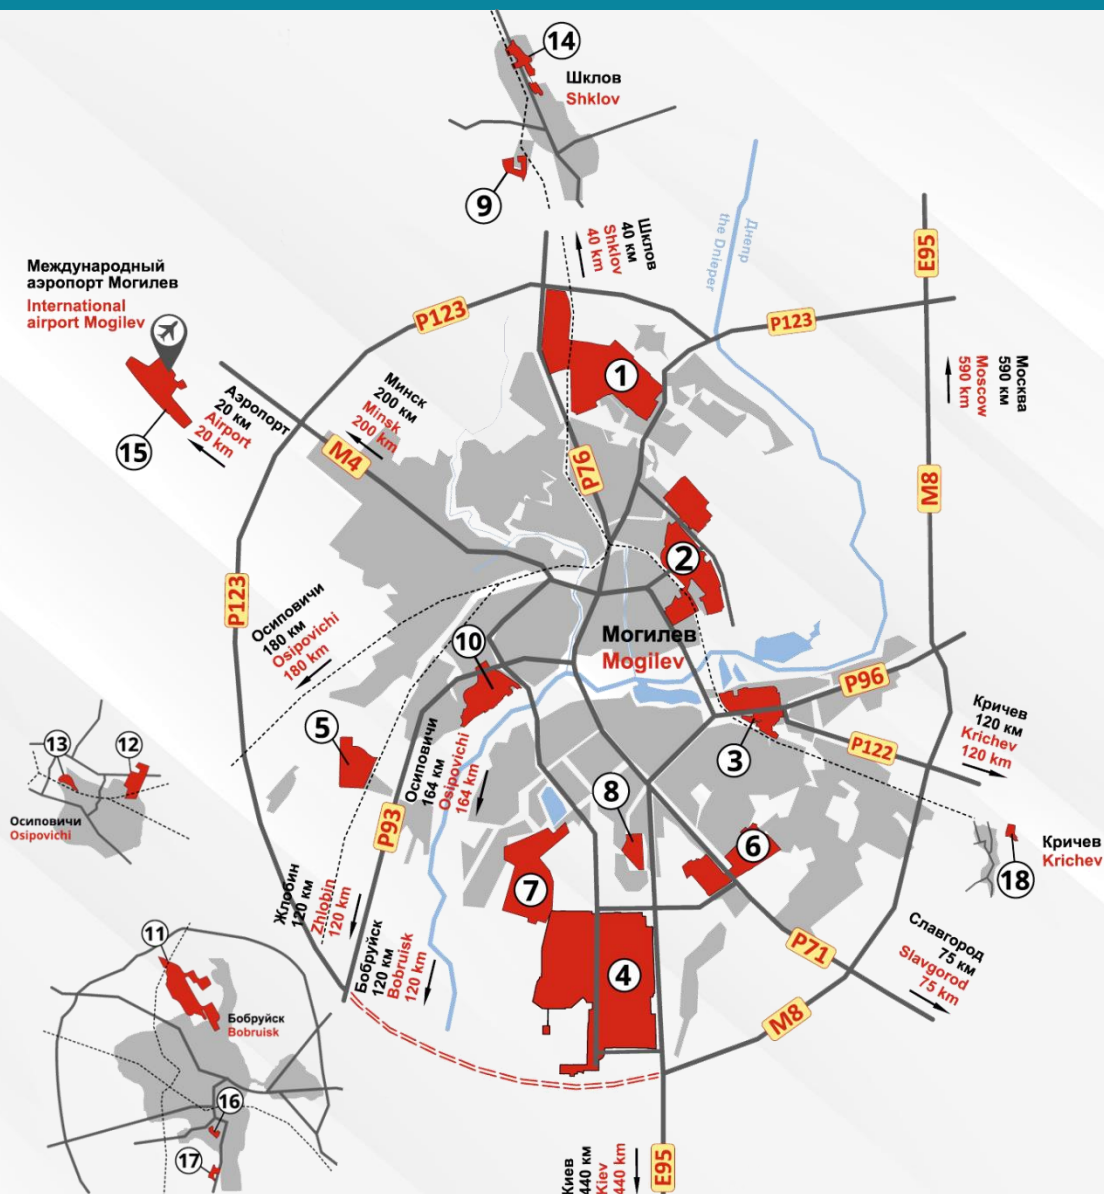 14
Шклов
Shklov
9
Шклов
40 км
Shklov
40 km
Днепр
the Dnieper
E95
Международный
аэропорт Могилев
International
airport Mogilev
P123
P123
1
Москва
590 км
Moscow
590 km
15
Аэропорт
20 км
Airport
20 km
Минск
200 км
Minsk
200 km
M4
P76
M8
2
P123
Осиповичи
180 км
Osipovichi
180 km
10
Могилев
Mogilev
P96
5
3
P122
Кричев
120 км
Krichev
120 km
13
12
Осиповичи
Osipovichi
Осиповичи
164 км
Osipovichi
164 km
8
P93
6
7
Кричев
Krichev
18
Жлобин
120 км
Zhlobin
120 km
Бобруйск
120 км
Bobruisk
120 km
P71
Славгород
75 км
Slavgorod
75 km
11
4
Бобруйск
Bobruisk
M8
16
17
Киев
440 км
Kiev
440 km
E95